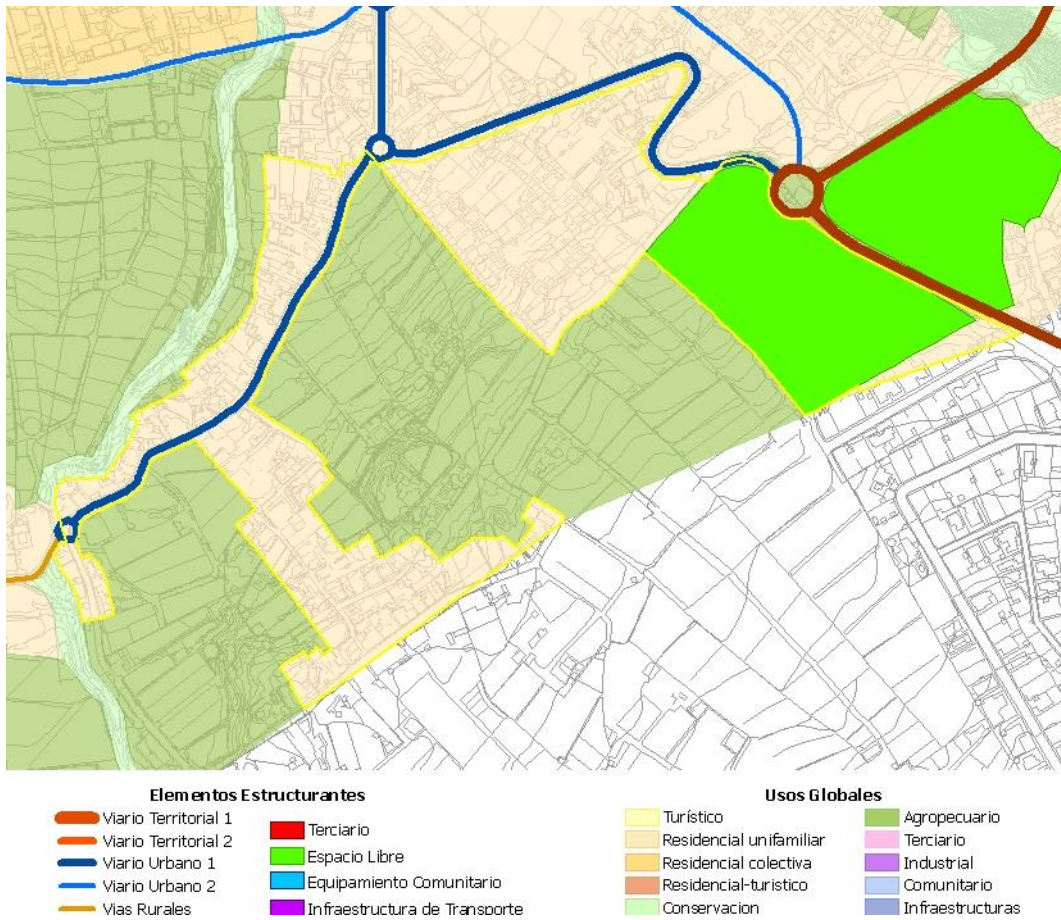 Elementos Estructurantes
Viario Territorial 1
Viario Territorial 2
Viario Urbano 1
Viario Urbano 2
Vias Rurales
Terciario
Espacio Libre
Equipamiento Comunitario
Infraestructura de Transporte
Usos Globales
Turístico
Residencial unifamiliar
Residencial colectiva
Residencial-turistico
Conservacion
Agropecuario
Terciario
Industrial
Comunitario
Infraestructuras